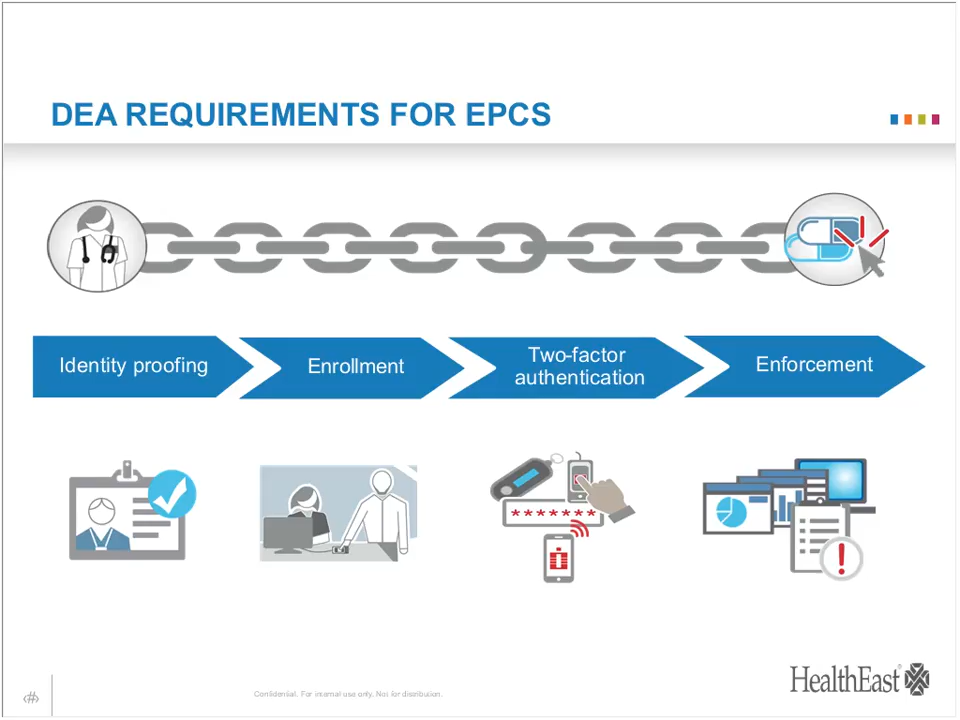 DEA REQUIREMENTS FOR EPCS
Identity proofing
Enrollment
Two-factor
authentication
Enforcement
*******
!
‹#›
Confidential. For internal use only. Not for distribution.
HealthEast®